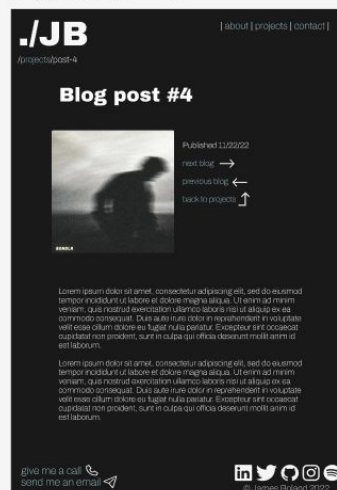 ./JB
| about | projects | contact |
/projects/post-4
Blog post #4
Published 11/22/22
next blog
previous blog
back to projects
Lorem ipsum dolor sit amet, consectetur adipiscing elit, sed do eiusmod
tempor incididunt ut labore et dolore magna aliqua. Ut enim ad minim
veniam, quis nostrud exercitation ullamco laboris nisi ut aliquip ex ea
commodo consequat. Duis aute irure dolor in reprehenderit in voluptate
velit esse cillum dolore eu fugiat nulla pariatur. Excepteur sint occaecat
cupidatat non proident, sunt in culpa qui officia deserunt mollit anim id
est laborum.
Lorem ipsum dolor sit amet, consectetur adipiscing elit, sed do eiusmod
tempor incididunt ut labore et dolore magna aliqua. Ut enim ad minim
veniam, quis nostrud exercitation ullamco laboris nisi ut aliquip ex ea
commodo consequat. Duis aute irure dolor in reprehenderit in voluptate
velit esse cillum dolore eu fugiat nulla pariatur. Excepteur sint occaecat
cupidatat non proident, sunt in culpa qui officia deserunt mollit anim id
est laborum.
give me a call
send me an email
© James Boland 2022